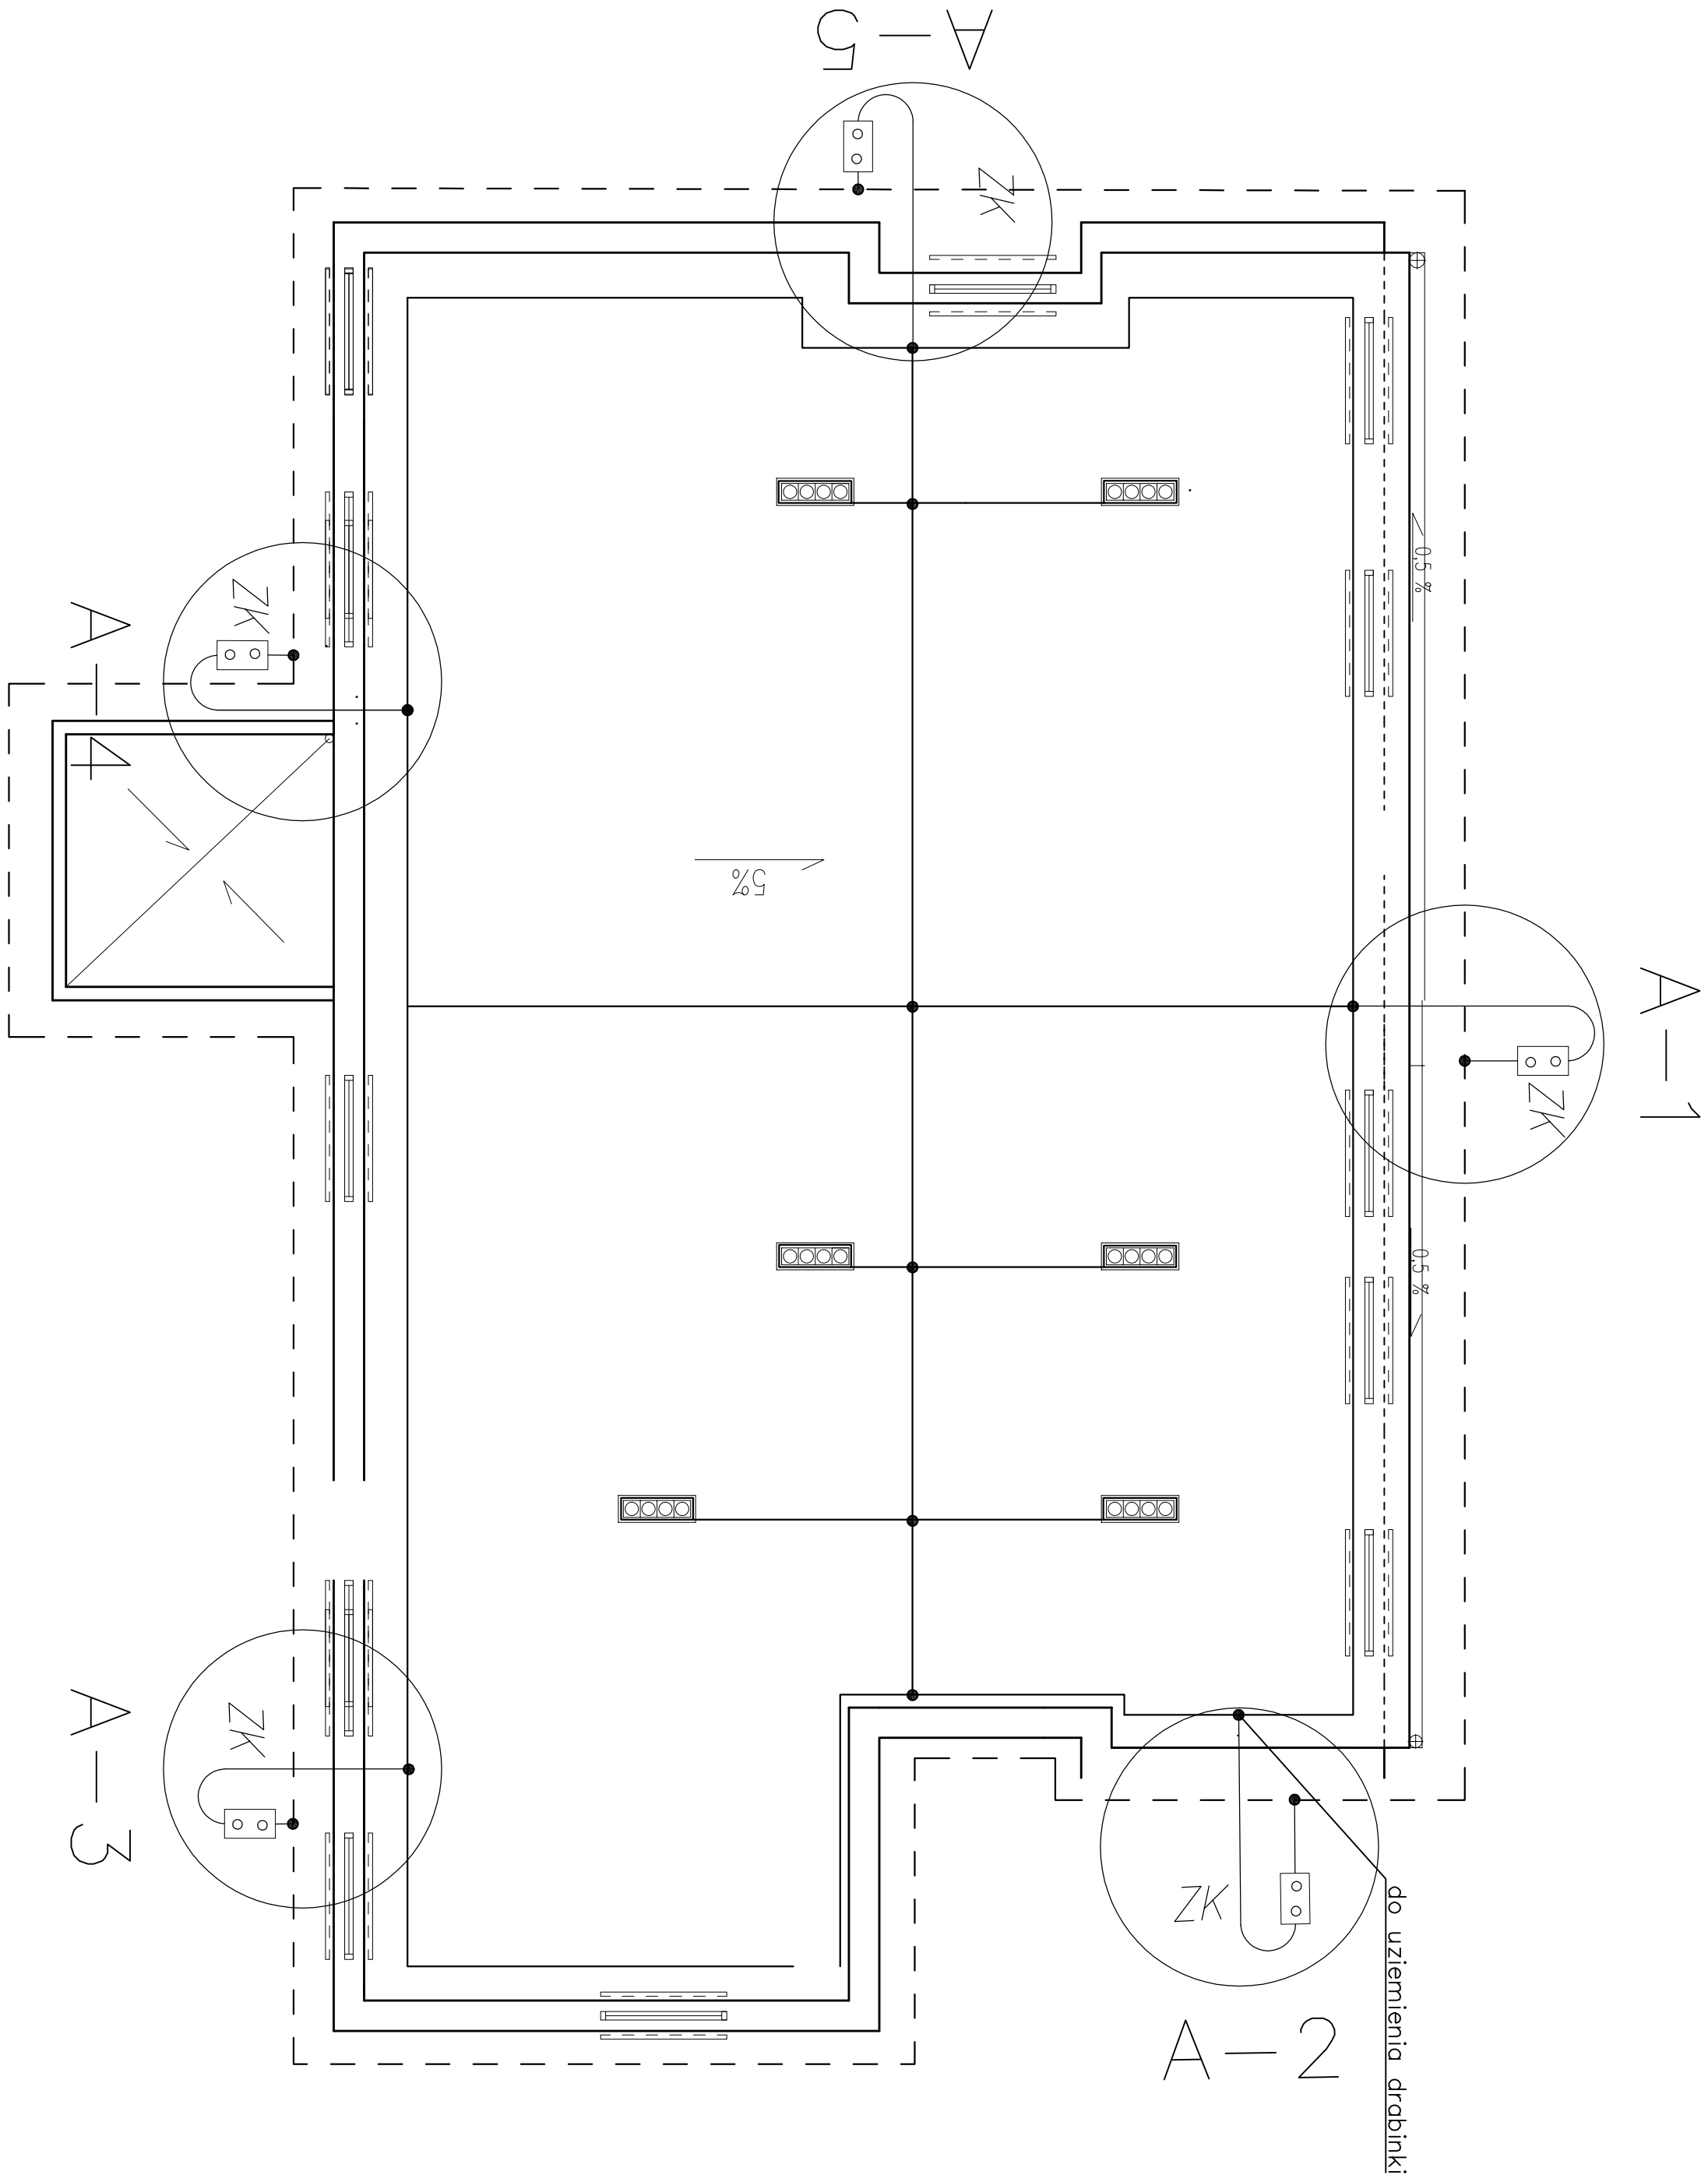 A-5
ZK
0,5 %
ZK
A-4
5%
A-1
ZK
0,5 %
ZK
A-3
ZK
A-2
do uziemienia drabinki